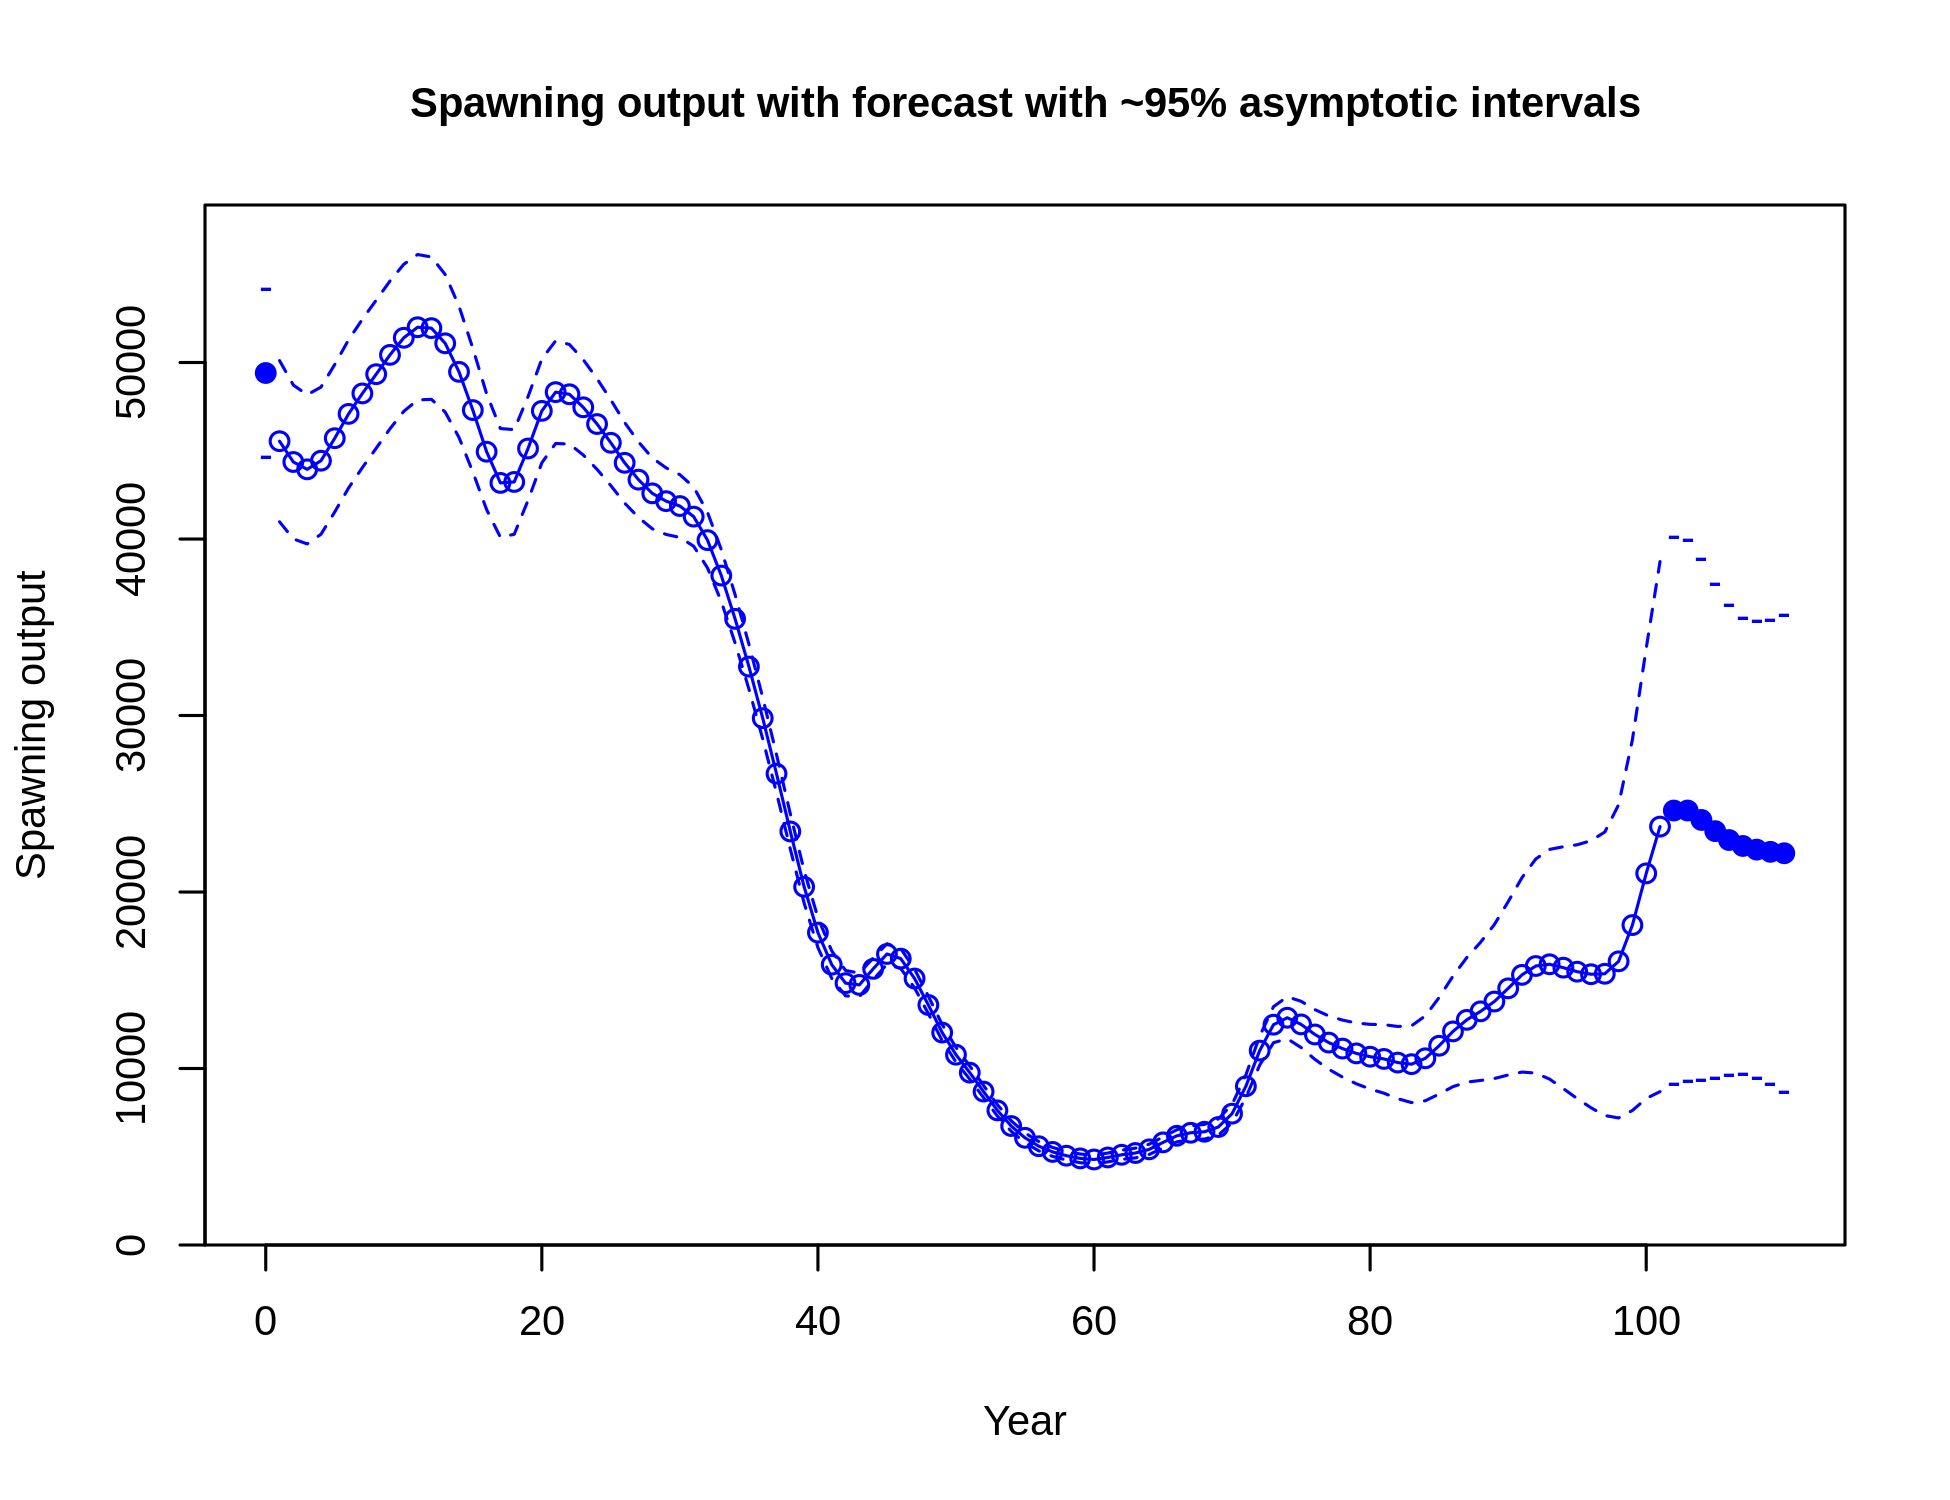 Spawning output with forecast with ~95% asymptotic intervals
Spawning output
50000
40000
30000
20000
10000
0
0 20 40 60 80 100
Year